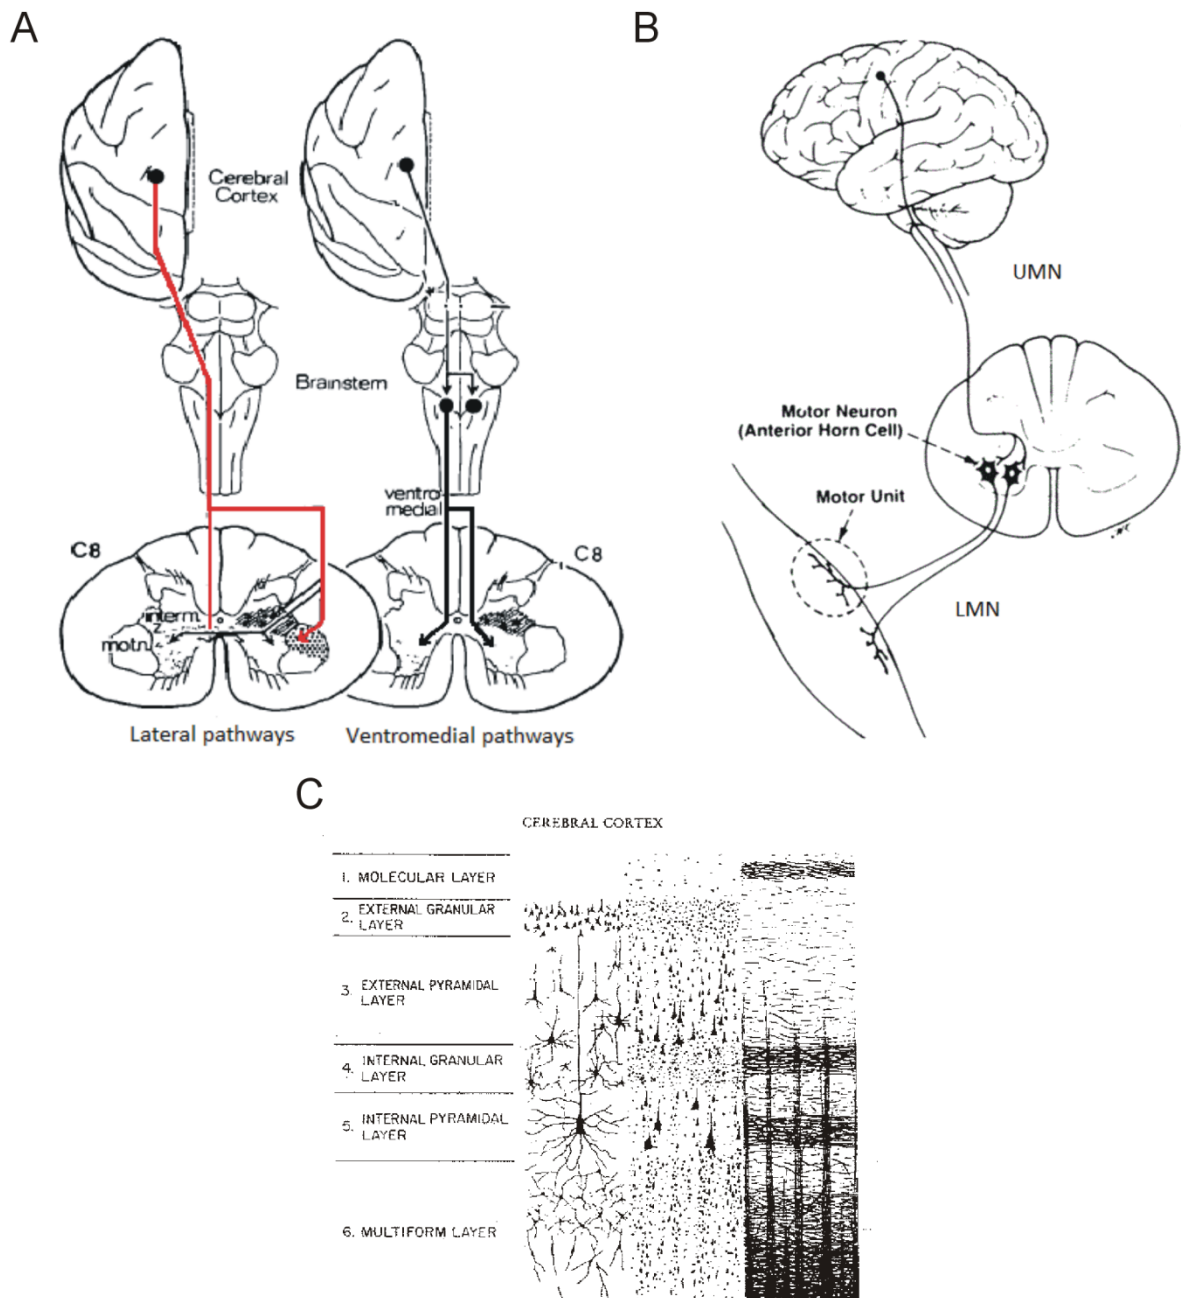 A
Cerebral
Cortex
Brainstem
ventro-
medial
C8
C8
interm.
motn.
Lateral pathways
Ventromedial pathways
B
UMN
Motor Neuron
(Anterior Horn Cell)
Motor Unit
LMN
C
CEREBRAL CORTEX
1. MOLECULAR LAYER
2. EXTERNAL GRANULAR
LAYER
3. EXTERNAL PYRAMIDAL
LAYER
4. INTERNAL GRANULAR
LAYER
5. INTERNAL PYRAMIDAL
LAYER
6. MULTIFORM LAYER